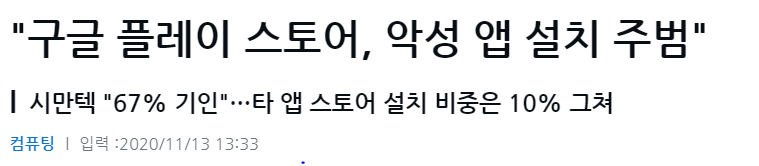 "구글 플레이 스토어, 악성 앱 설치 주범"
시만텍 "67% 기인"…타 앱 스토어 설치 비중은 10% 그쳐
컴퓨팅 | 입력 :2020/11/13 13:33